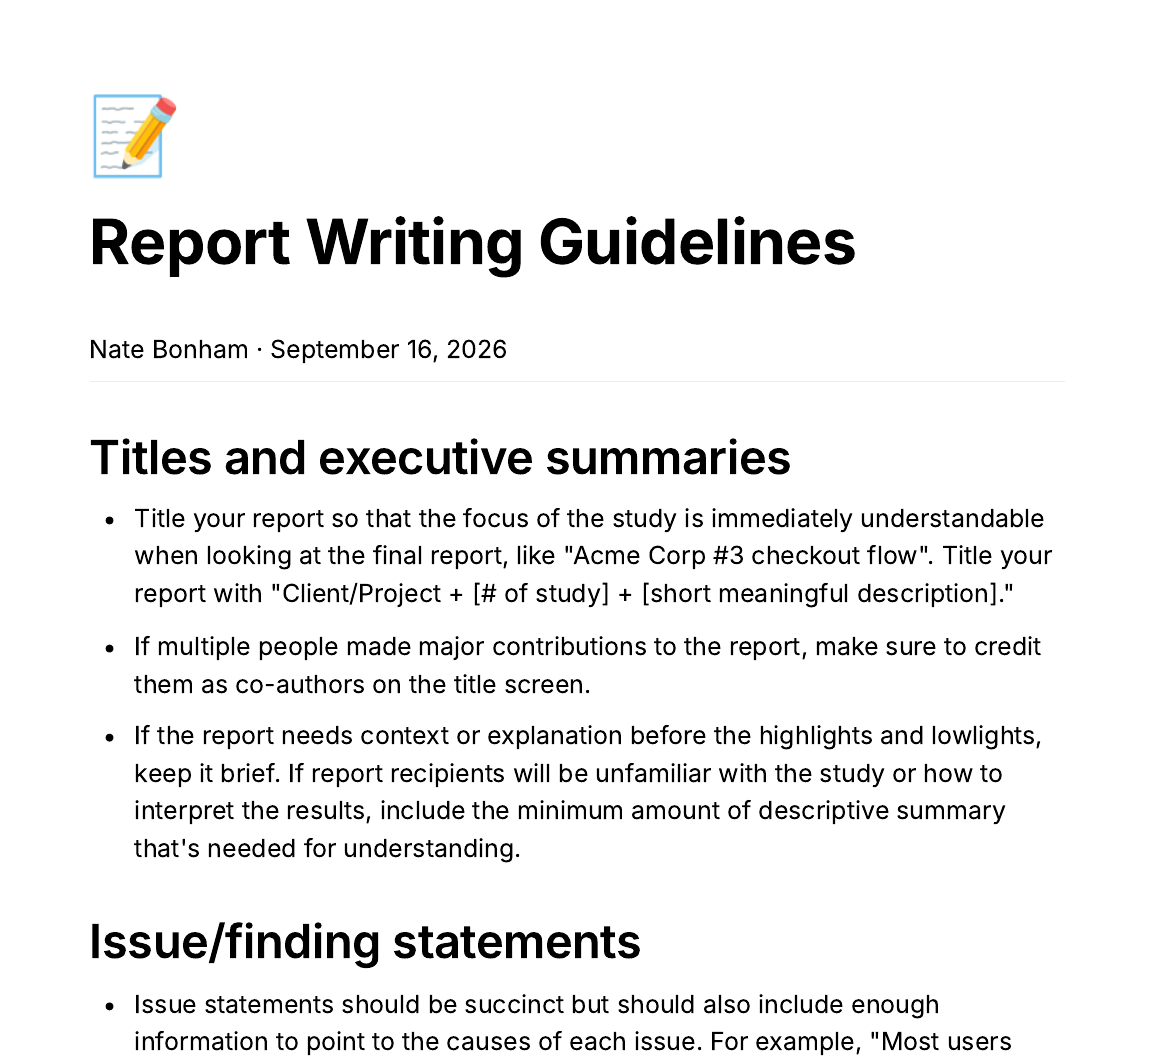 Report Writing Guidelines
Nate Bonham · September 16, 2026
Titles and executive summaries
• Title your report so that the focus of the study is immediately understandable
when looking at the final report, like "Acme Corp #3 checkout flow". Title your
report with "Client/Project + [# of study] + [short meaningful description]."
• If multiple people made major contributions to the report, make sure to credit
them as co-authors on the title screen.
• If the report needs context or explanation before the highlights and lowlights,
keep it brief. If report recipients will be unfamiliar with the study or how to
interpret the results, include the minimum amount of descriptive summary
that's needed for understanding.
Issue/finding statements
• Issue statements should be succinct but should also include enough
information to point to the causes of each issue. For example, "Most users